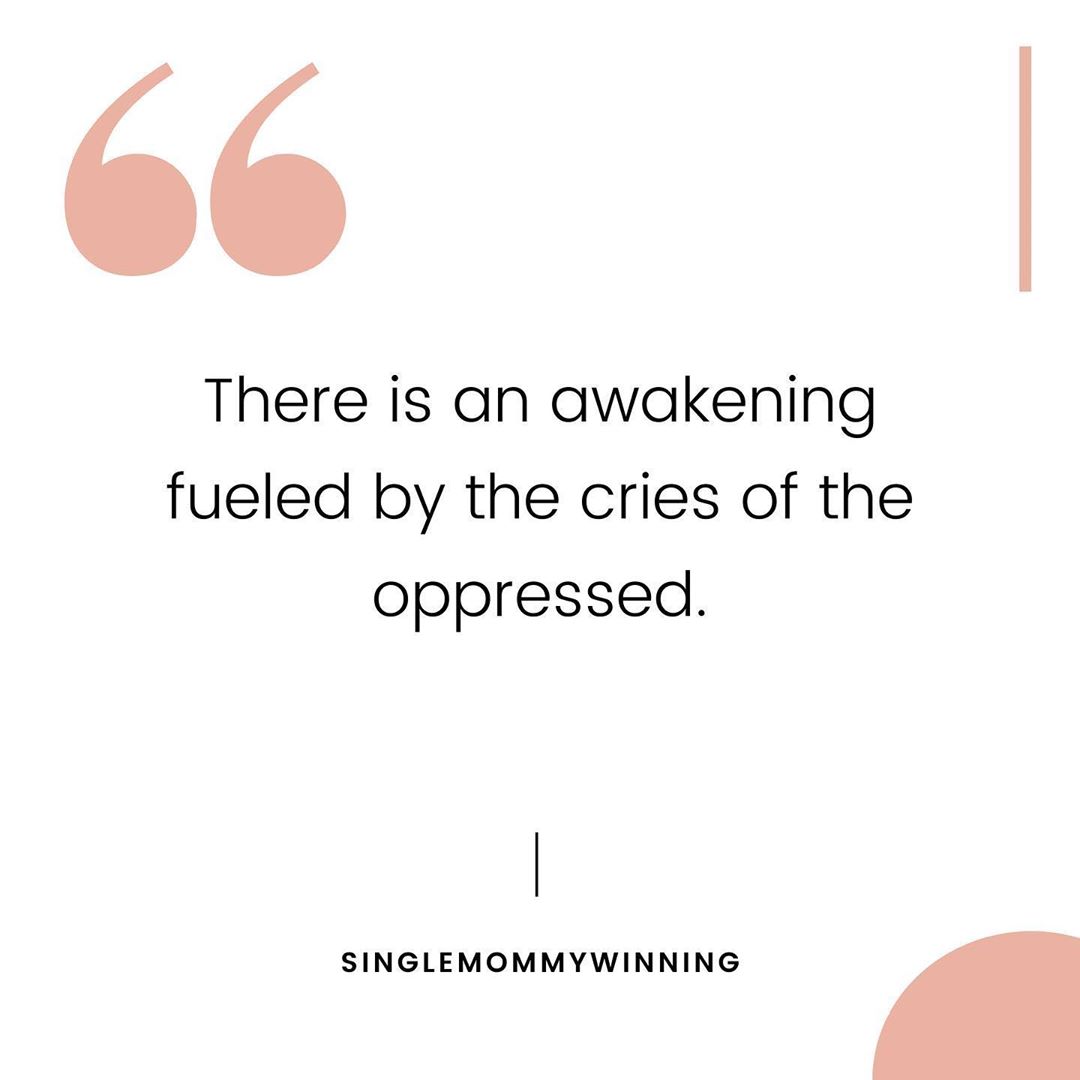 There is an awakening
fueled by the cries of the
oppressed.
SINGLEMOMMYWINNING